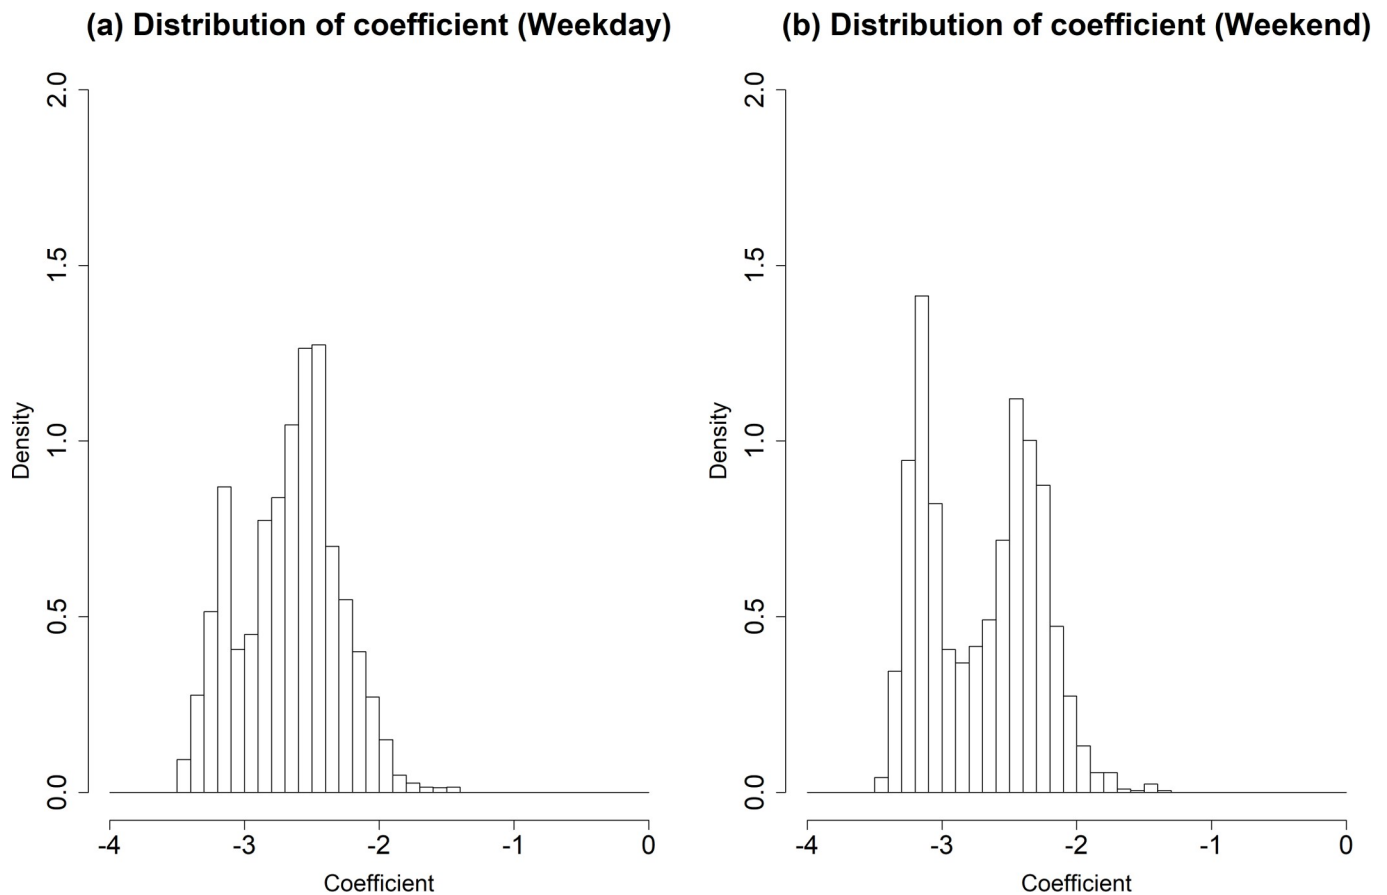 (a) Distribution of coefficient (Weekday)
2.0
1.5
1.0
0.5
0.0
Density
-4 -3 -2 -1 0
Coefficient
(b) Distribution of coefficient (Weekend)
2.0
1.5
1.0
0.5
0.0
Density
-4 -3 -2 -1 0
Coefficient